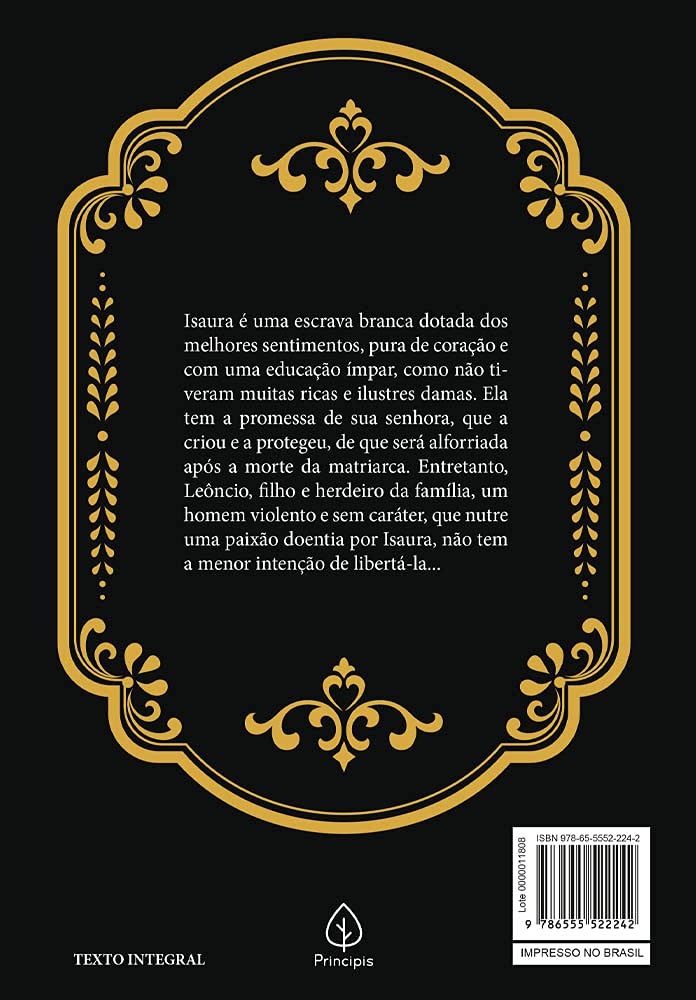 Isaura é uma escrava branca dotada dos
melhores sentimentos, pura de coração e
com uma educação ímpar, como não ti-
veram muitas ricas e ilustres damas. Ela
tem a promessa de sua senhora, que a
criou e a protegeu, de que será alforriada
após a morte da matriarca. Entretanto,
Leôncio, filho e herdeiro da família, um
homem violento e sem caráter, que nutre
uma paixão doentia por Isaura, não tem
a menor intenção de libertá-la...
TEXTO INTEGRAL
Principis
Lote 0000011808
ISBN 978-65-5552-224-2
9 786555 522242
IMPRESSO NO BRASIL